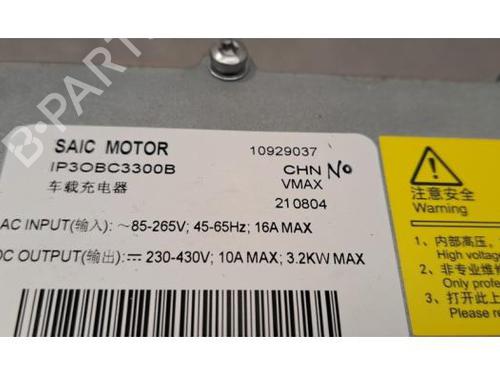 B-PARTS
SAIC MOTOR 10929037
IP3OBC3300B CHN No
车载充电器 VMAX
210804
AC INPUT(输入): ~85-265V; 45-65Hz; 16A MAX
DC OUTPUT(输出): ⎓ 230-430V; 10A MAX; 3.2KW MAX
注意安全
Warning
1、内部高压,
High voltage
2、非专业维
Only profe
3、打开此上
Please r